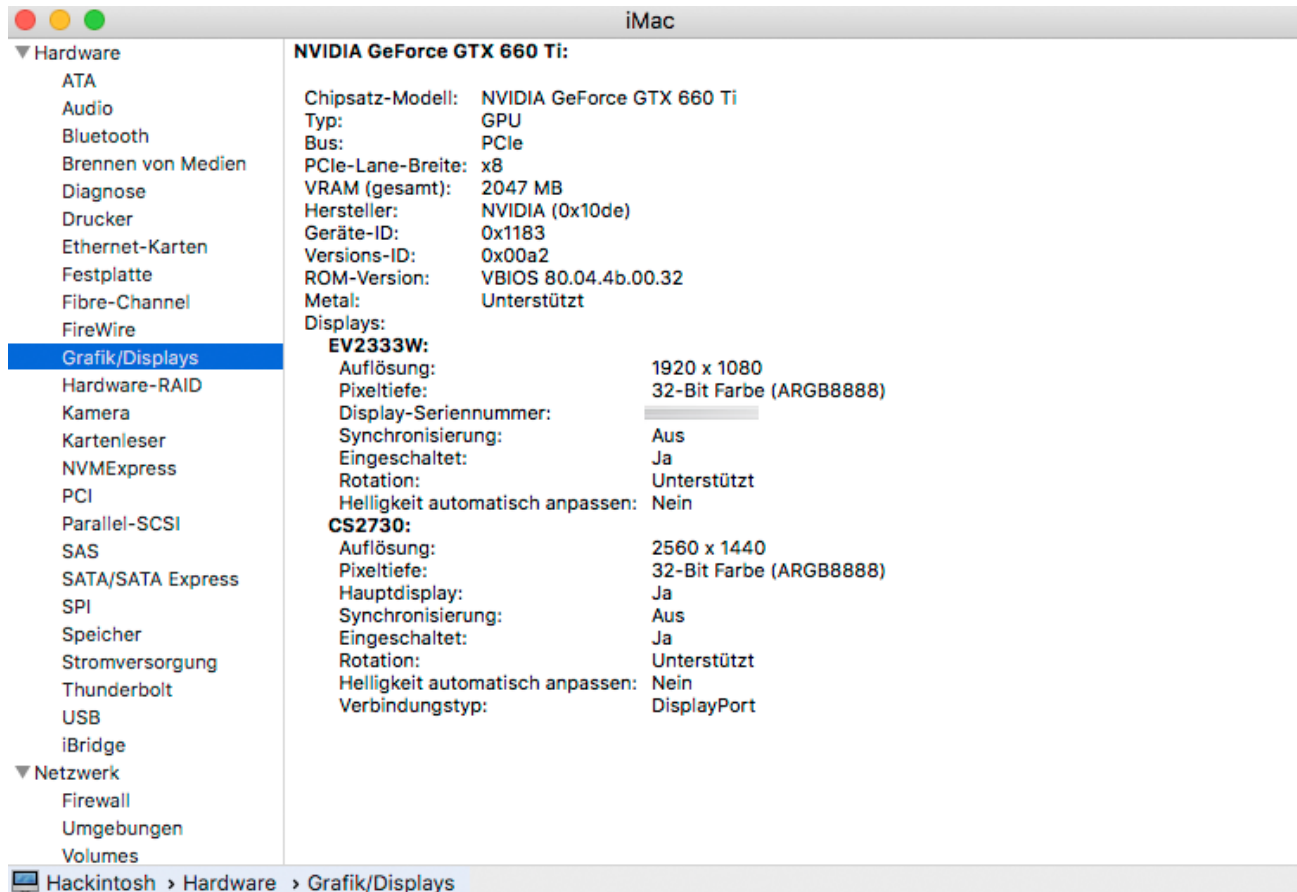 iMac
Hardware
ATA
Audio
Bluetooth
Brennen von Medien
Diagnose
Drucker
Ethernet-Karten
Festplatte
Fibre-Channel
FireWire
Grafik/Displays
Hardware-RAID
Kamera
Kartenleser
NVMExpress
PCI
Parallel-SCSI
SAS
SATA/SATA Express
SPI
Speicher
Stromversorgung
Thunderbolt
USB
iBridge
Netzwerk
Firewall
Umgebungen
Volumes
NVIDIA GeForce GTX 660 Ti:
Chipsatz-Modell: NVIDIA GeForce GTX 660 Ti
Typ: GPU
Bus: PCIe
PCIe-Lane-Breite: x8
VRAM (gesamt): 2047 MB
Hersteller: NVIDIA (0x10de)
Geräte-ID: 0x1183
Versions-ID: 0x00a2
ROM-Version: VBIOS 80.04.4b.00.32
Metal: Unterstützt
Displays:
EV2333W:
Auflösung: 1920 x 1080
Pixeltiefe: 32-Bit Farbe (ARGB8888)
Display-Seriennummer:
Synchronisierung: Aus
Eingeschaltet: Ja
Rotation: Unterstützt
Helligkeit automatisch anpassen: Nein
CS2730:
Auflösung: 2560 x 1440
Pixeltiefe: 32-Bit Farbe (ARGB8888)
Hauptdisplay: Ja
Synchronisierung: Aus
Eingeschaltet: Ja
Rotation: Unterstützt
Helligkeit automatisch anpassen: Nein
Verbindungstyp: DisplayPort
Hackintosh › Hardware › Grafik/Displays